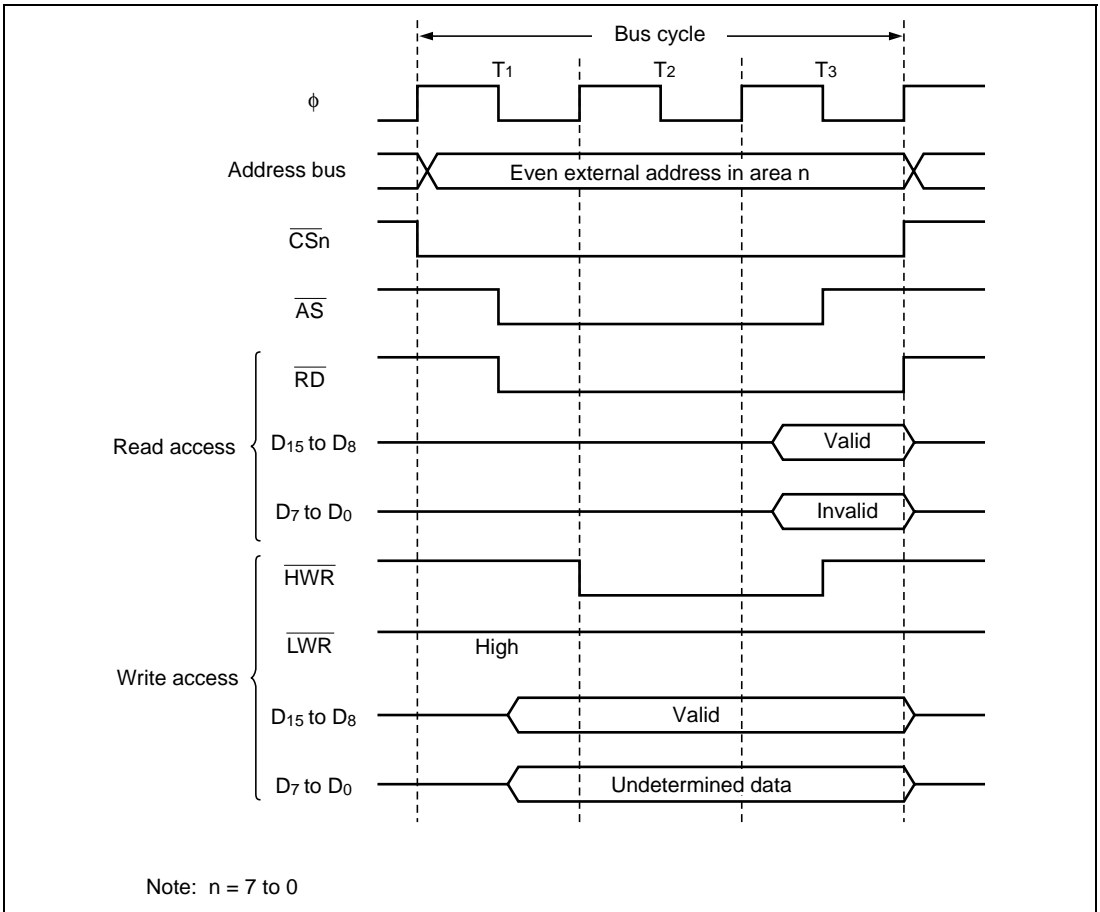 Bus cycle
T1 T2 T3
ϕ
Address bus Even external address in area n
CSn
AS
RD
Read access D15 to D8 Valid
D7 to D0 Invalid
HWR
LWR High
Write access D15 to D8 Valid
D7 to D0 Undetermined data
Note: n = 7 to 0